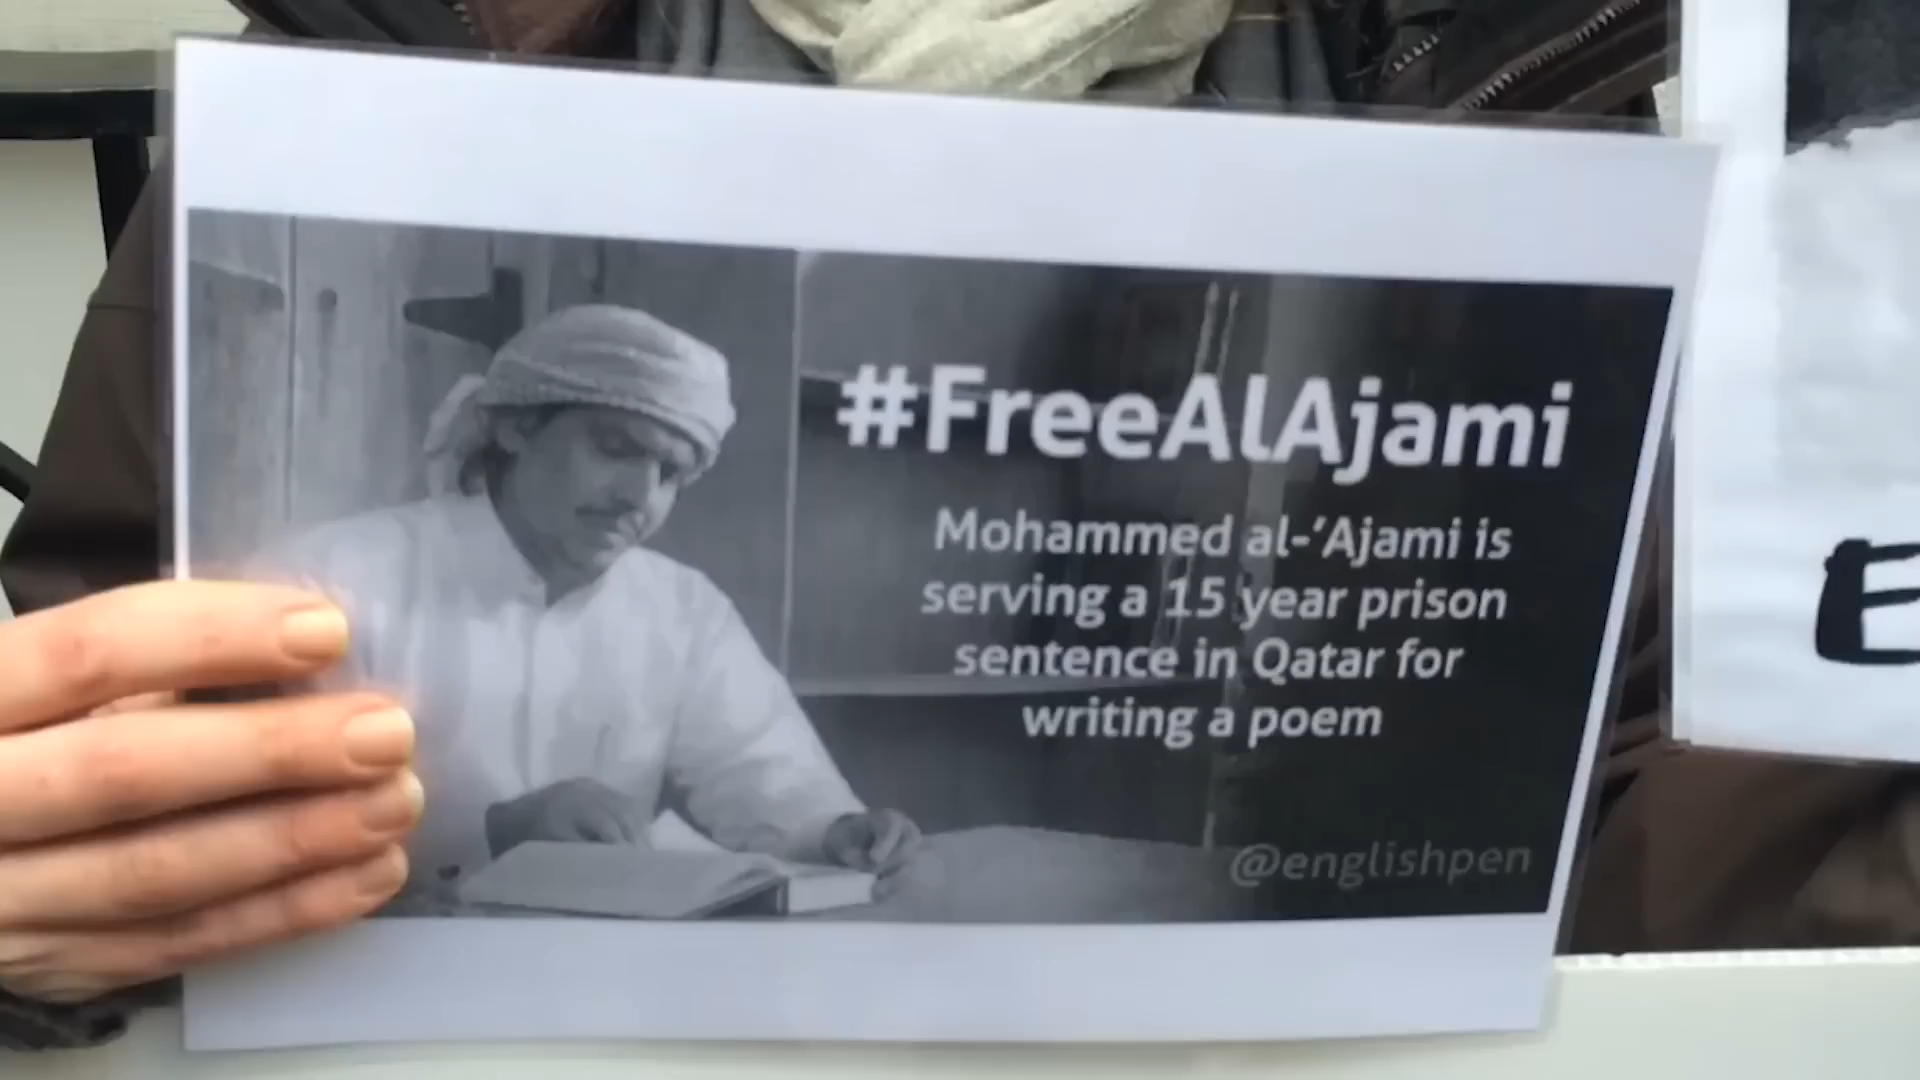 #FreeAlAjami
Mohammed al-'Ajami is
serving a 15 year prison
sentence in Qatar for
writing a poem
@englishpen
E